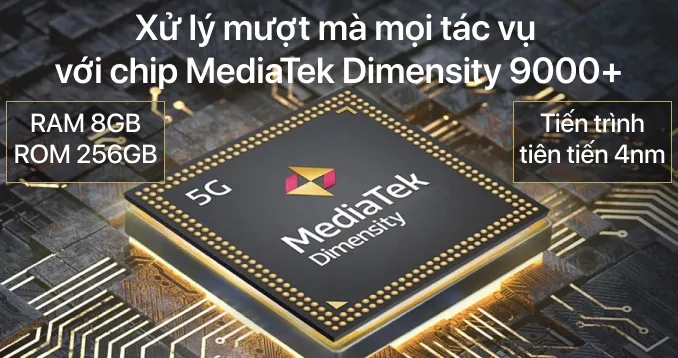 Xử lý mượt mà mọi tác vụ
với chip MediaTek Dimensity 9000+
RAM 8GB
ROM 256GB
Tiến trình
tiên tiến 4nm
5G
MediaTek
Dimensity